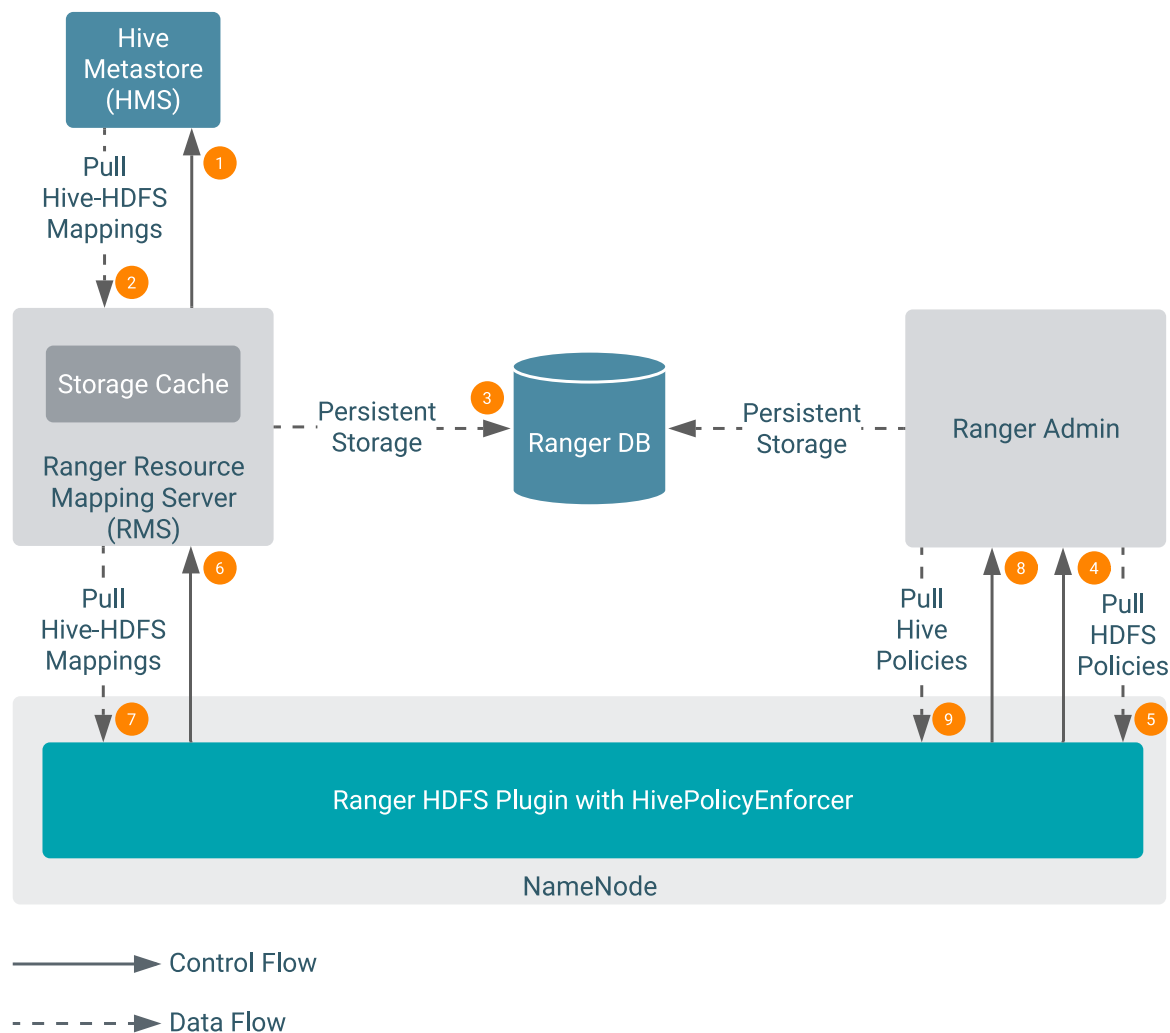 Hive
Metastore
(HMS)
1
Pull
Hive-HDFS
Mappings
2
Storage Cache
Ranger Resource
Mapping Server
(RMS)
Persistent
Storage
3
Ranger DB
Persistent
Storage
Ranger Admin
6
Pull
Hive-HDFS
Mappings
7
8
4
Pull
Hive
Policies
Pull
HDFS
Policies
9
5
Ranger HDFS Plugin with HivePolicyEnforcer
NameNode
Control Flow
Data Flow